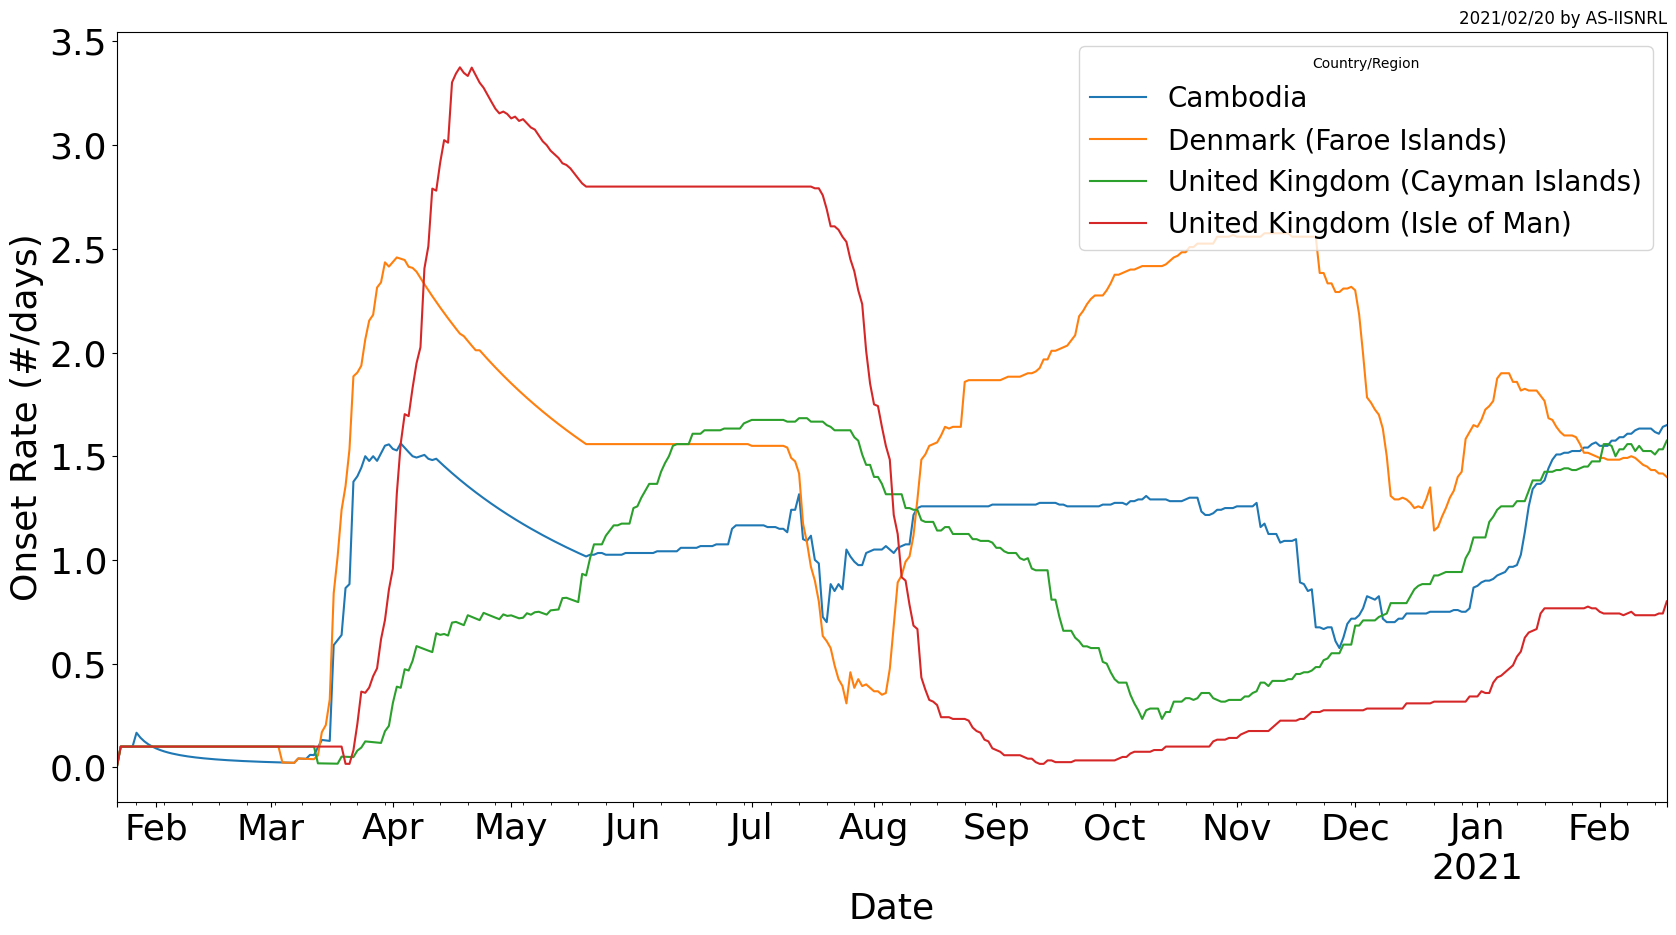 2021/02/20 by AS-IISNRL
Country/Region
Cambodia
Denmark (Faroe Islands)
United Kingdom (Cayman Islands)
United Kingdom (Isle of Man)
Onset Rate (#/days)
3.5
3.0
2.5
2.0
1.5
1.0
0.5
0.0
Feb Mar Apr May Jun Jul Aug Sep Oct Nov Dec Jan Feb
2021
Date